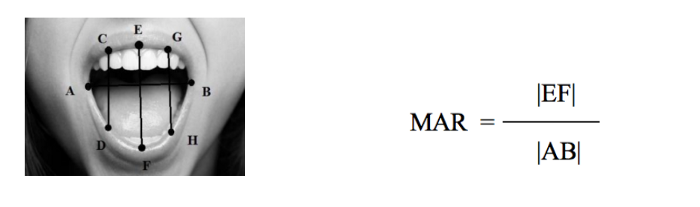 C E G
A B
D H
F
MAR = |EF| / |AB|